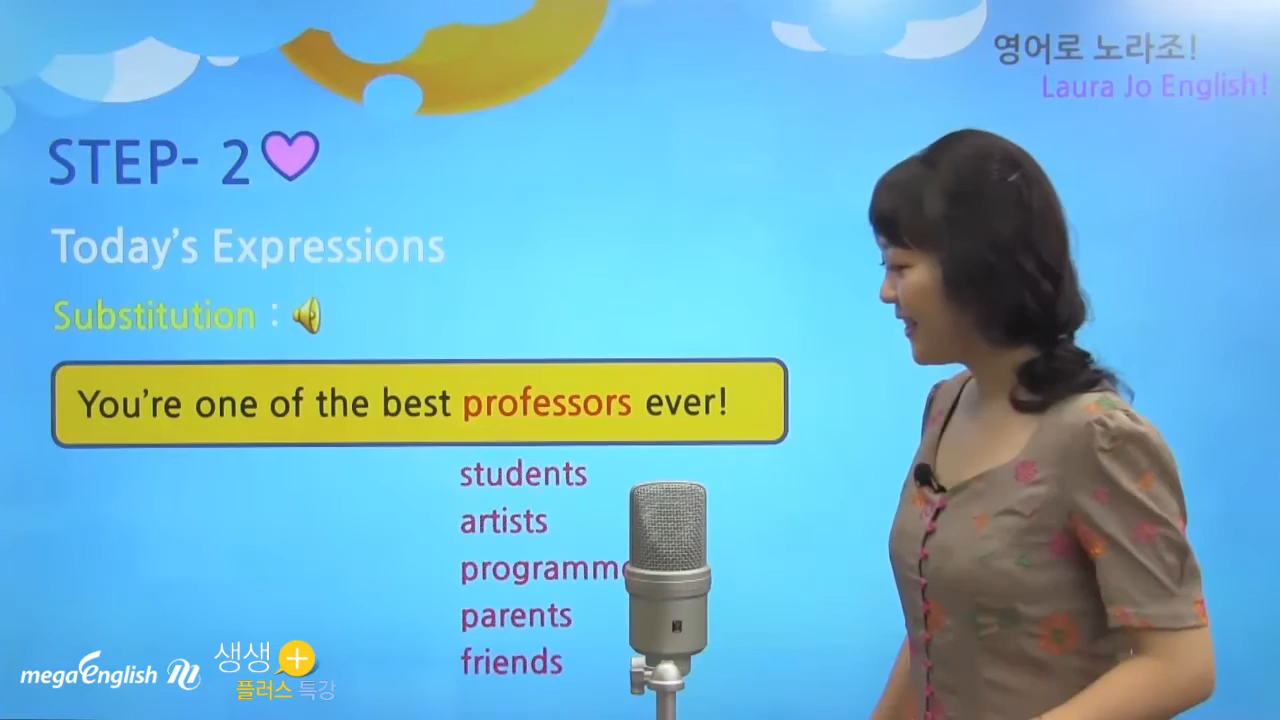 영어로 노라조!
Laura Jo English!
STEP- 2
Today's Expressions
Substitution :
You're one of the best professors ever!
students
artists
parents
friends
megaEnglish
생생+
플러스 특강